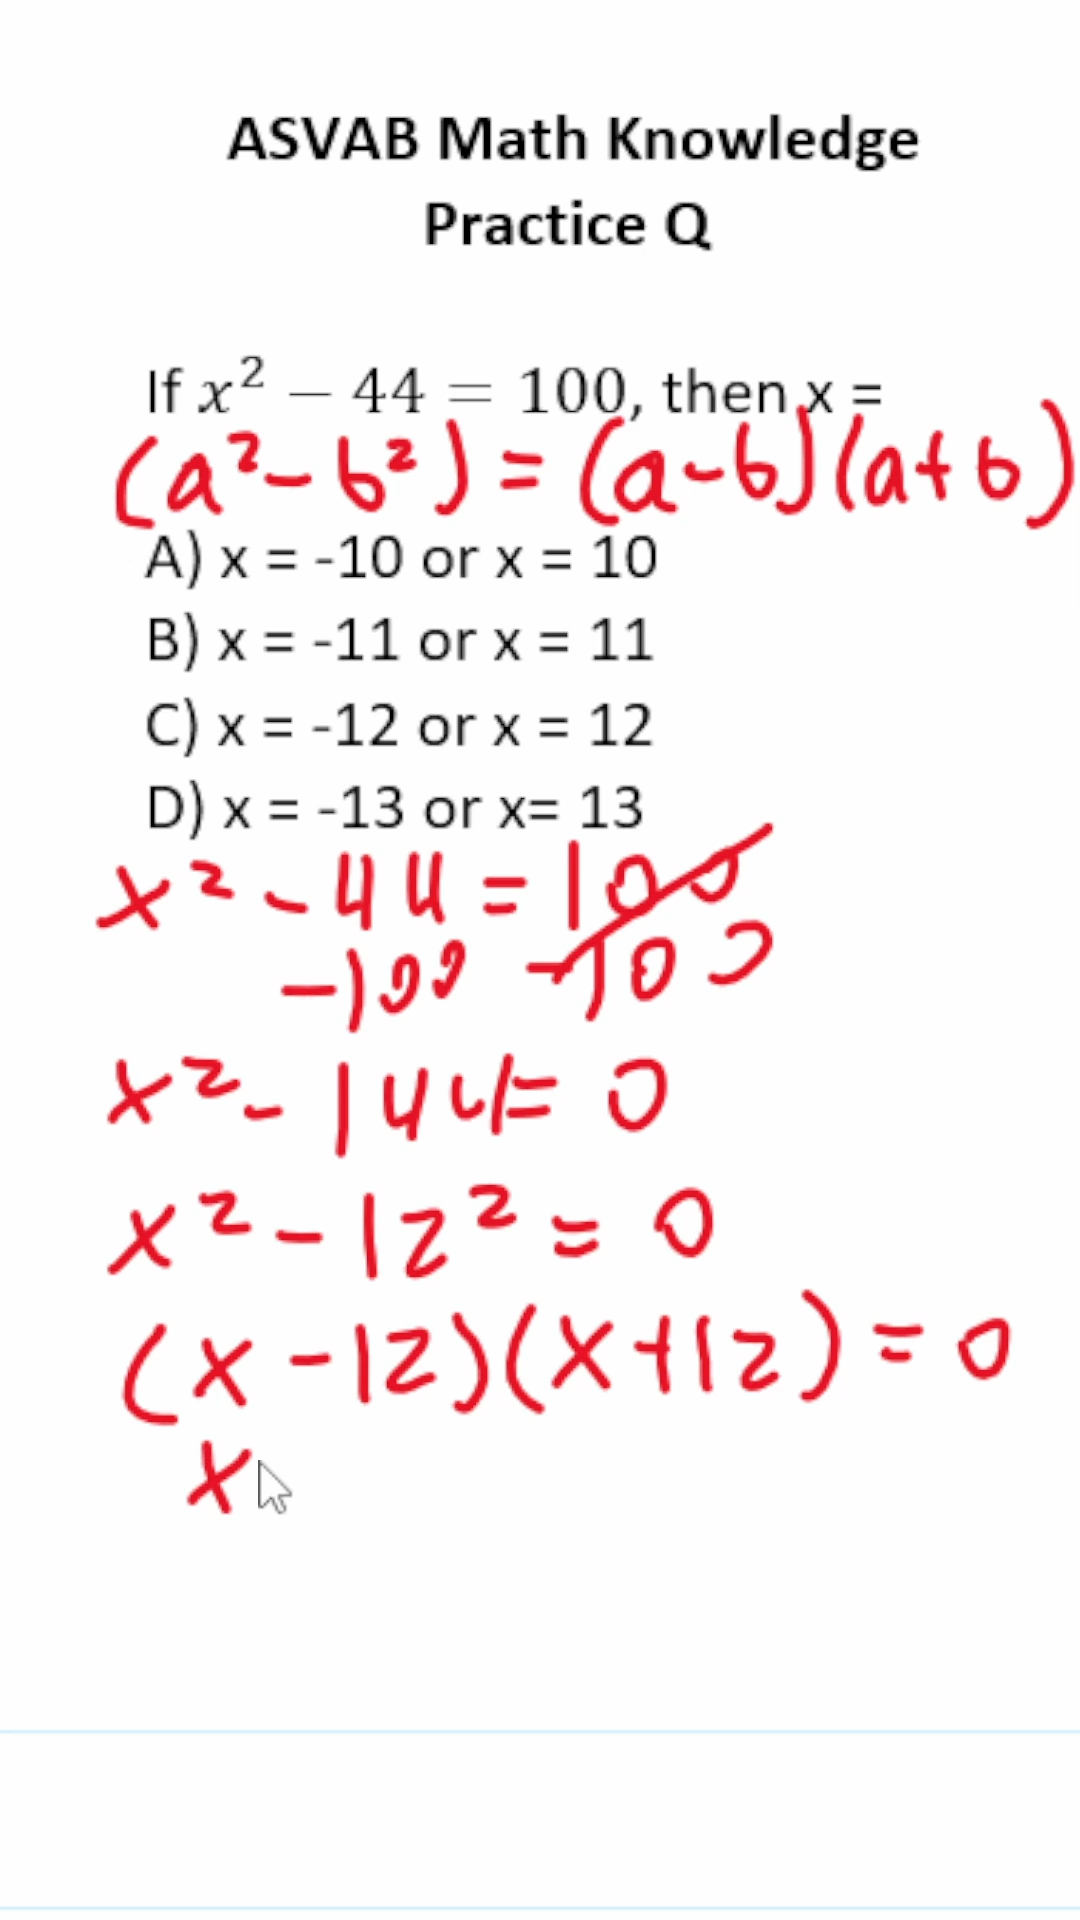 ASVAB Math Knowledge
Practice Q
If x² − 44 = 100, then x =
(a²-b²) = (a-b)(a+b)
A) x = -10 or x = 10
B) x = -11 or x = 11
C) x = -12 or x = 12
D) x = -13 or x= 13
x² - 44 = 100
-100 -100
x² - 144 = 0
x² - 12² = 0
(x - 12)(x+12) = 0
x